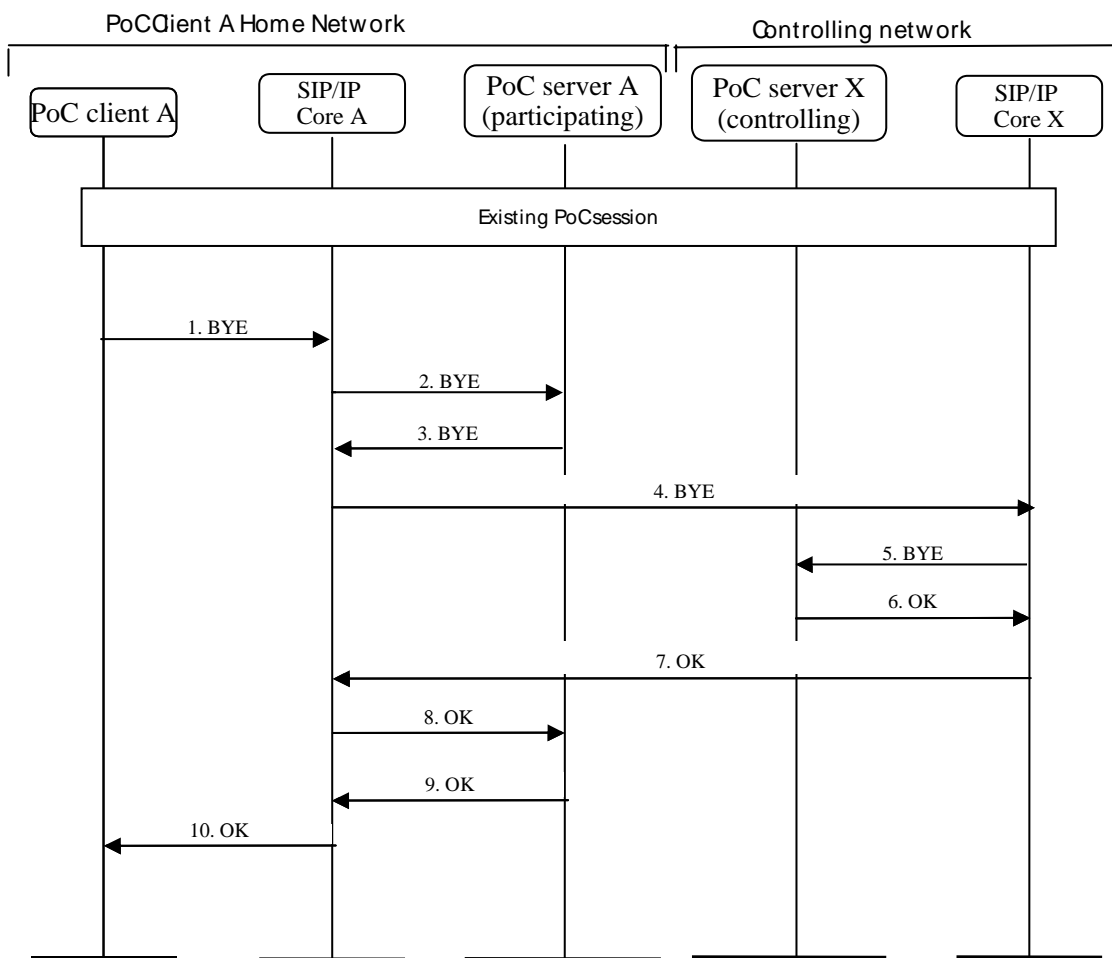 PoCClient A Home Network
Controlling network
PoC client A
SIP/IP
Core A
PoC server A
(participating)
PoC server X
(controlling)
SIP/IP
Core X
Existing PoCsession
1. BYE
2. BYE
3. BYE
4. BYE
5. BYE
6. OK
7. OK
8. OK
9. OK
10. OK